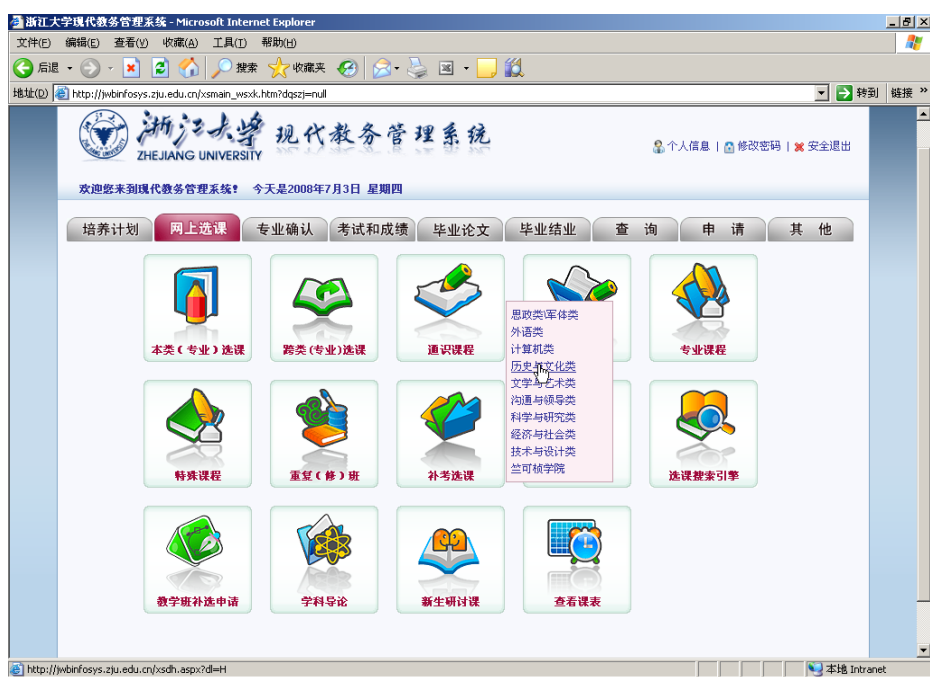 浙江大学现代教务管理系统 - Microsoft Internet Explorer
文件(F) 编辑(E) 查看(V) 收藏(A) 工具(T) 帮助(H)
后退 搜索 收藏夹
地址(D) http://jwbinfosys.zju.edu.cn/xsmain_wsxk.htm?dqszj=null 转到 链接 »
浙江大学 现代教务管理系统
ZHEJIANG UNIVERSITY
个人信息 | 修改密码 | 安全退出
欢迎您来到现代教务管理系统! 今天是2008年7月3日 星期四
培养计划 网上选课 专业确认 考试和成绩 毕业论文 毕业结业 查 询 申 请 其 他
本类(专业)选课 跨类(专业)选课 通识课程 专业课程
思政类\军体类
外语类
计算机类
历史与文化类
文学与艺术类
沟通与领导类
科学与研究类
经济与社会类
技术与设计类
竺可桢学院
特殊课程 重复(修)班 补考选课 选课搜索引擎
教学班补选申请 学科导论 新生研讨课 查看课表
http://jwbinfosys.zju.edu.cn/xsdh.aspx?dl=H 本地 Intranet